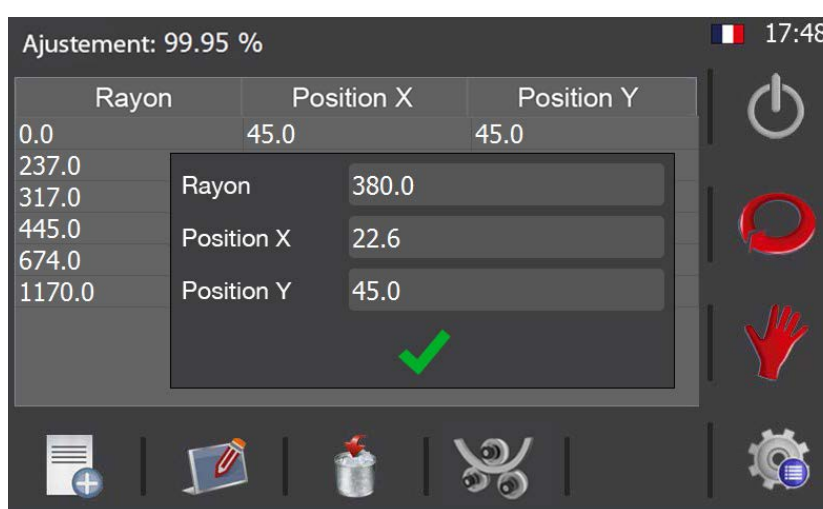 Ajustement: 99.95 %
17:48
Rayon Position X Position Y
0.0 45.0 45.0
237.0
317.0
445.0
674.0
1170.0
Rayon 380.0
Position X 22.6
Position Y 45.0